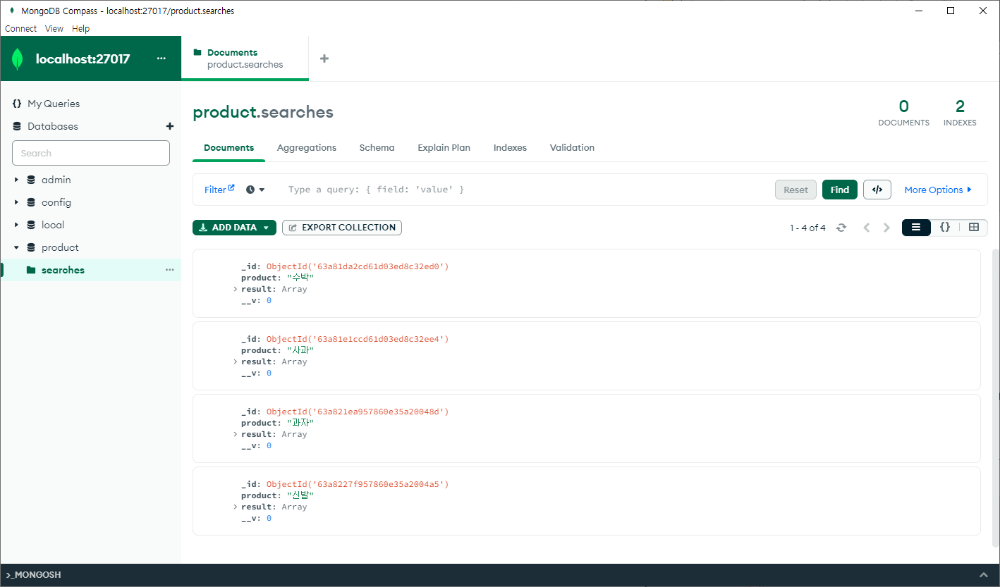 MongoDB Compass - localhost:27017/product.searches
Connect View Help
localhost:27017 ...
Documents
product.searches
+
{} My Queries
Databases +
Search
admin
config
local
product
searches ...
product.searches
0
DOCUMENTS
2
INDEXES
Documents Aggregations Schema Explain Plan Indexes Validation
Filter Type a query: { field: 'value' } Reset Find </> More Options
ADD DATA EXPORT COLLECTION 1 - 4 of 4 {}
_id: ObjectId('63a81da2cd61d03ed8c32ed0')
product: "수박"
> result: Array
__v: 0
_id: ObjectId('63a81e1ccd61d03ed8c32ee4')
product: "사과"
> result: Array
__v: 0
_id: ObjectId('63a821ea957860e35a20048d')
product: "과자"
> result: Array
__v: 0
_id: ObjectId('63a8227f957860e35a2004a5')
product: "신발"
> result: Array
__v: 0
>_MONGOSH